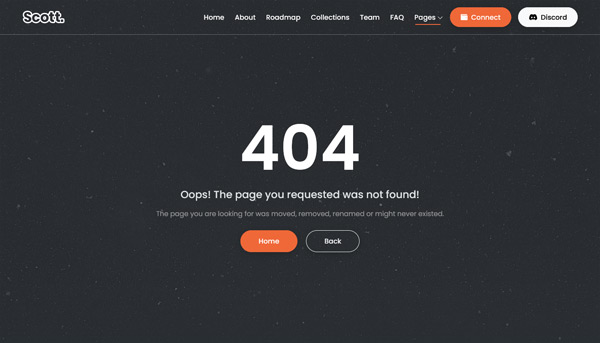 Scott.
Home About Roadmap Collections Team FAQ Pages Connect Discord
404
Oops! The page you requested was not found!
The page you are looking for was moved, removed, renamed or might never existed.
Home Back